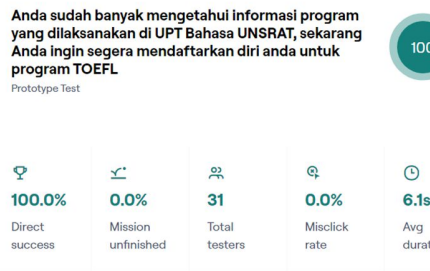 Anda sudah banyak mengetahui informasi program
yang dilaksanakan di UPT Bahasa UNSRAT, sekarang
Anda ingin segera mendaftarkan diri anda untuk
program TOEFL
Prototype Test
100
100.0%
0.0%
31
0.0%
6.1s
Direct
success
Mission
unfinished
Total
testers
Misclick
rate
Avg
durat